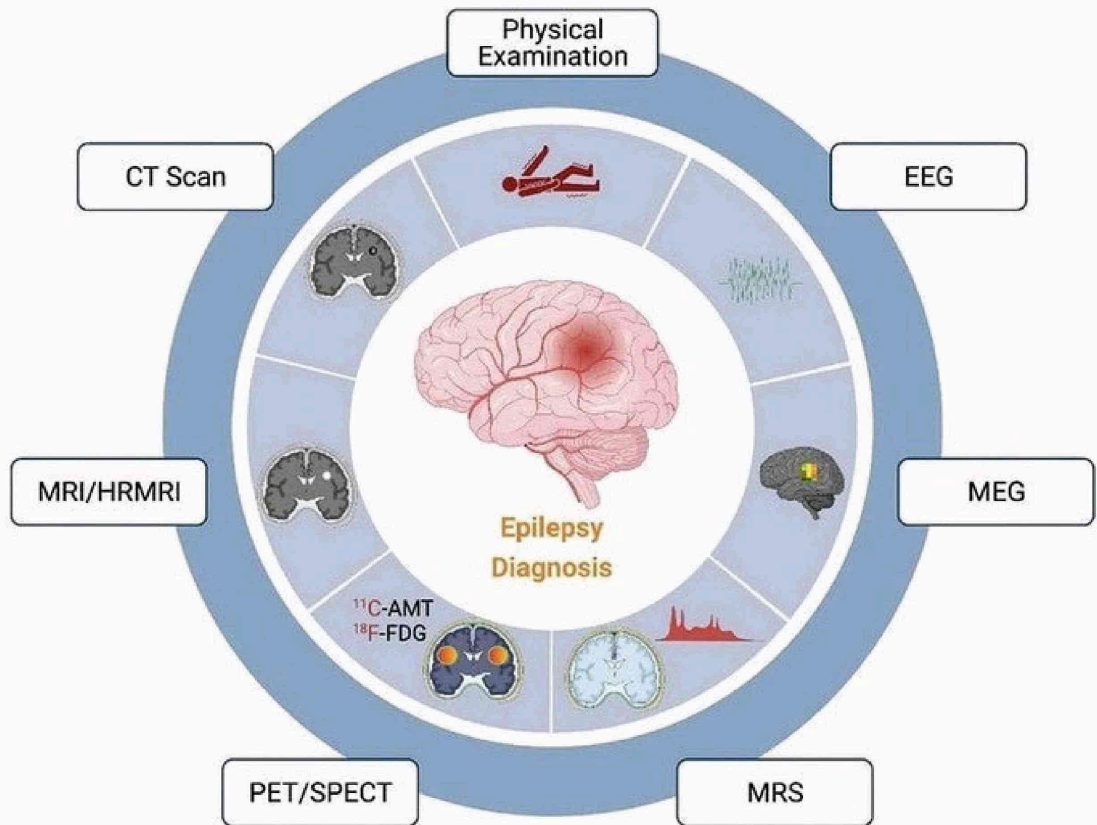 Physical
Examination
CT Scan
EEG
MRI/HRMRI
MEG
Epilepsy
Diagnosis
¹¹C-AMT
¹⁸F-FDG
PET/SPECT
MRS